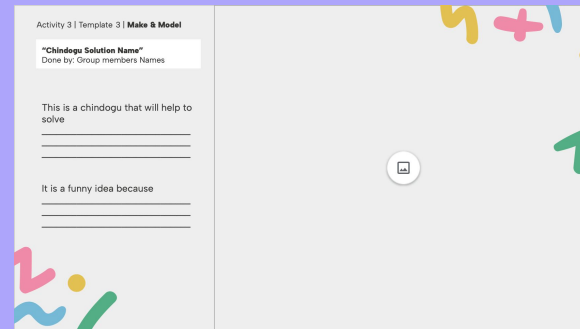 Activity 3 | Template 3 | Make & Model
“Chindogu Solution Name”
Done by: Group members Names
This is a chindogu that will help to
solve
It is a funny idea because